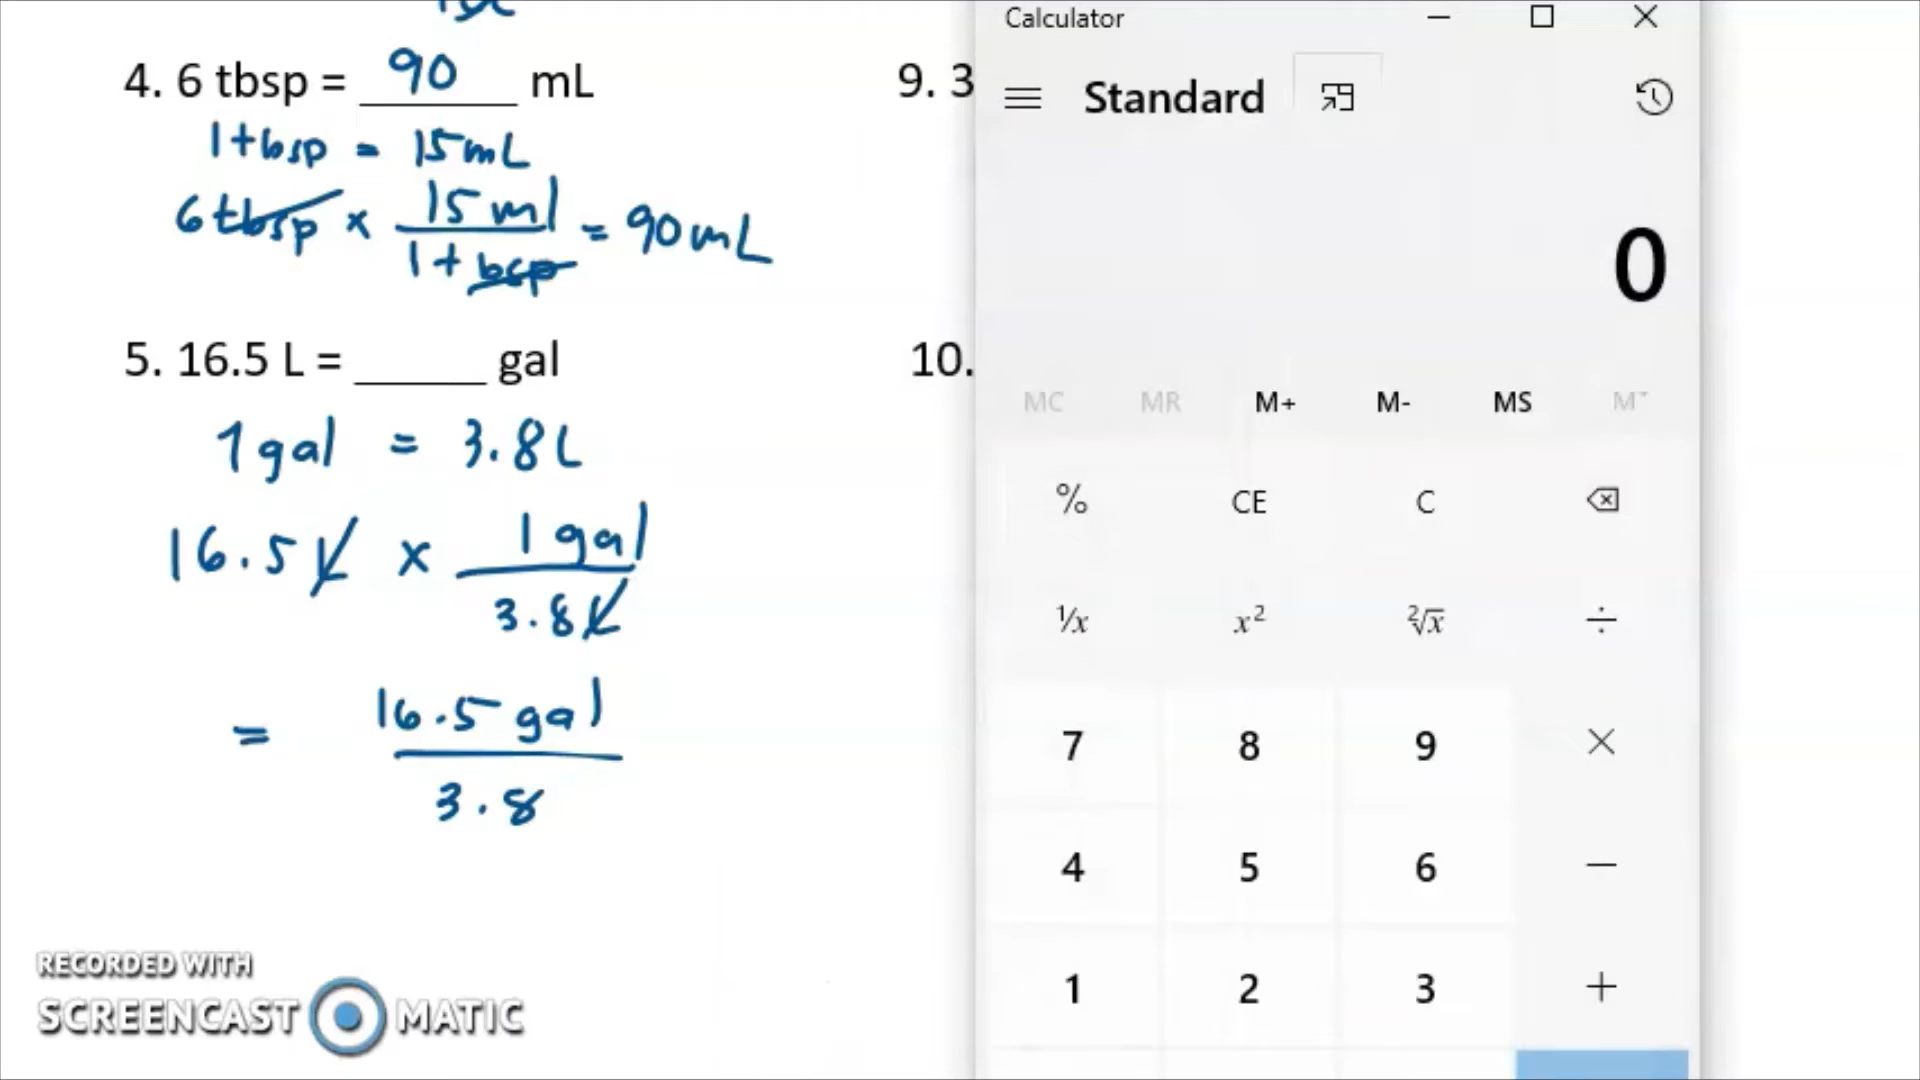 4. 6 tbsp = 90 mL
1 tbsp = 15 mL
6 tbsp x 15 ml / 1 tbsp = 90 mL
5. 16.5 L = ______ gal
1 gal = 3.8 L
16.5 L x 1 gal / 3.8 L
= 16.5 gal / 3.8
RECORDED WITH
SCREENCAST MATIC
9. 3
10.
Calculator
Standard
0
MC MR M+ M- MS M˅
% CE C
⅟x x² ²√x ÷
7 8 9 ×
4 5 6 −
1 2 3 +